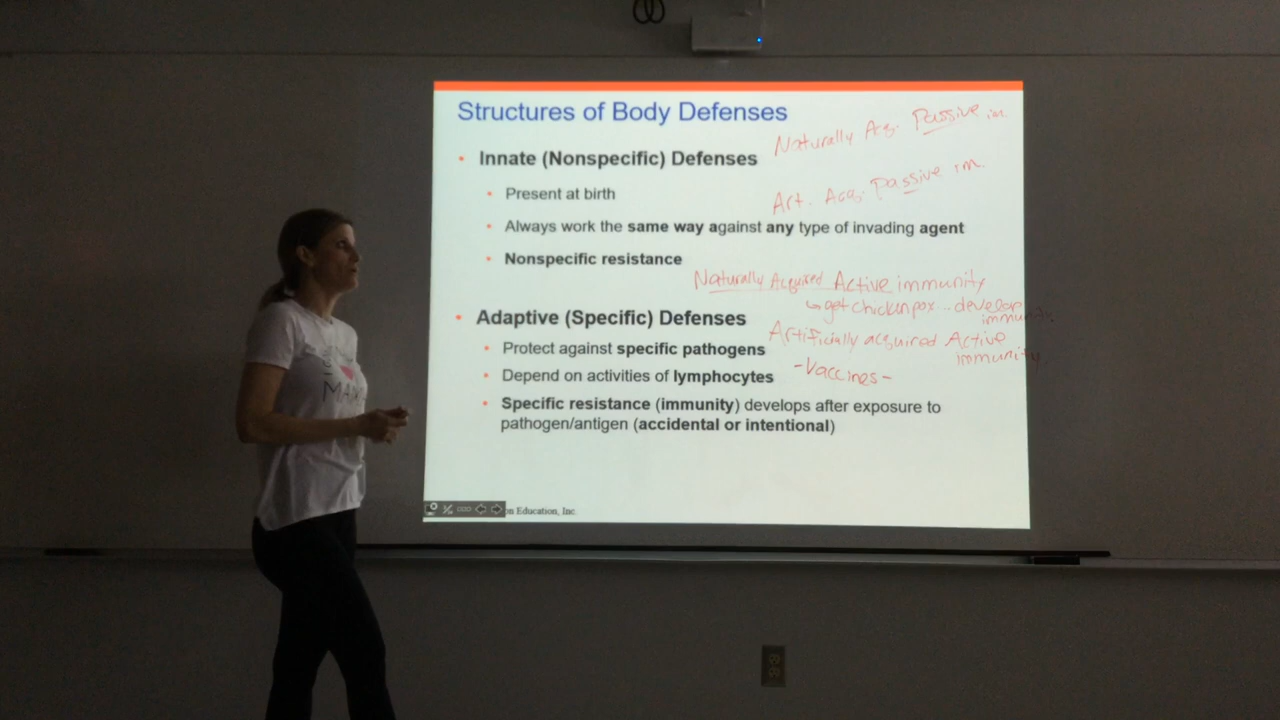 Structures of Body Defenses
Naturally Acq. Passive im.
• Innate (Nonspecific) Defenses
• Present at birth
Art. Acq. Passive im.
• Always work the same way against any type of invading agent
• Nonspecific resistance
Naturally Acquired Active immunity
↳ get chicken pox... develop
immunity
• Adaptive (Specific) Defenses
Artificially acquired Active
immunity
• Protect against specific pathogens
-Vaccines-
• Depend on activities of lymphocytes
• Specific resistance (immunity) develops after exposure to
pathogen/antigen (accidental or intentional)
on Education, Inc.
MAMA